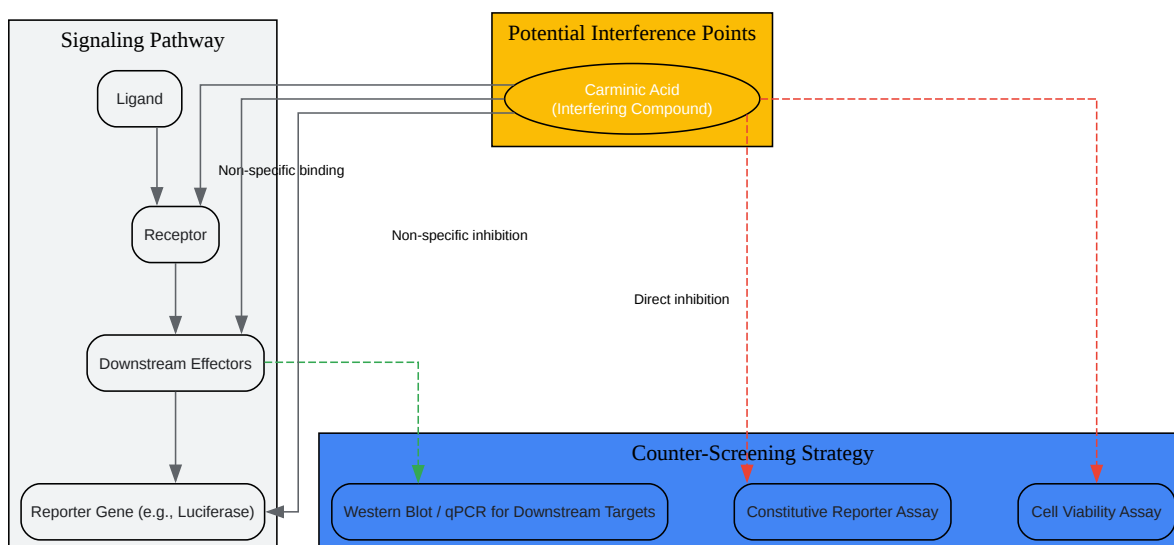 Signaling Pathway
Potential Interference Points
Ligand
Carminic Acid
(Interfering Compound)
Non-specific binding
Receptor
Non-specific inhibition
Direct inhibition
Downstream Effectors
Counter-Screening Strategy
Reporter Gene (e.g., Luciferase)
Western Blot / qPCR for Downstream Targets
Constitutive Reporter Assay
Cell Viability Assay